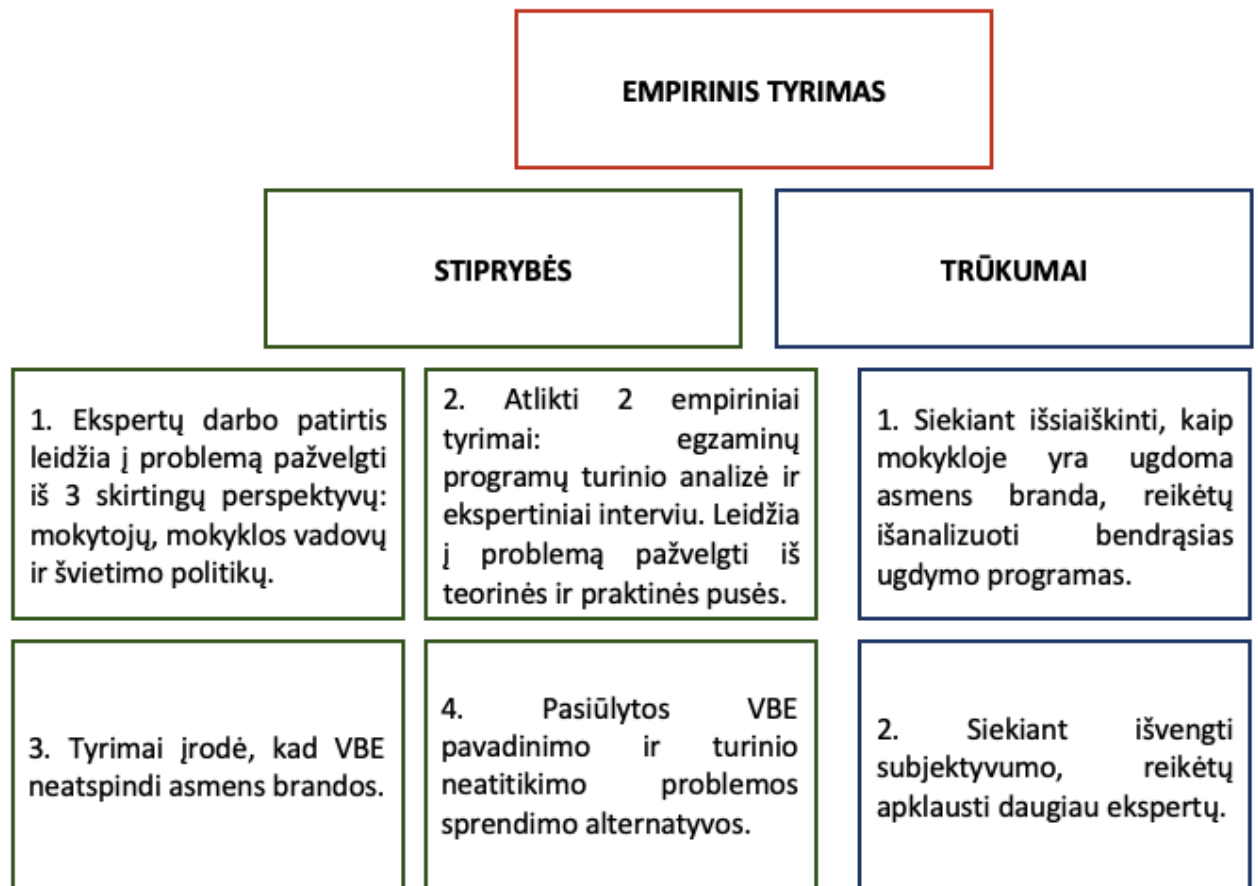 EMPIRINIS TYRIMAS
STIPRYBĖS
TRŪKUMAI
1. Ekspertų darbo patirtis
leidžia į problemą pažvelgti
iš 3 skirtingų perspektyvų:
mokytojų, mokyklos vadovų
ir švietimo politikų.
2. Atlikti 2 empiriniai
tyrimai: egzaminų
programų turinio analizė ir
ekspertiniai interviu. Leidžia
į problemą pažvelgti iš
teorinės ir praktinės pusės.
1. Siekiant išsiaiškinti, kaip
mokykloje yra ugdoma
asmens branda, reikėtų
išanalizuoti bendrąsias
ugdymo programas.
3. Tyrimai įrodė, kad VBE
neatspindi asmens brandos.
4. Pasiūlytos VBE
pavadinimo ir turinio
neatitikimo problemos
sprendimo alternatyvos.
2. Siekiant išvengti
subjektyvumo, reikėtų
apklausti daugiau ekspertų.